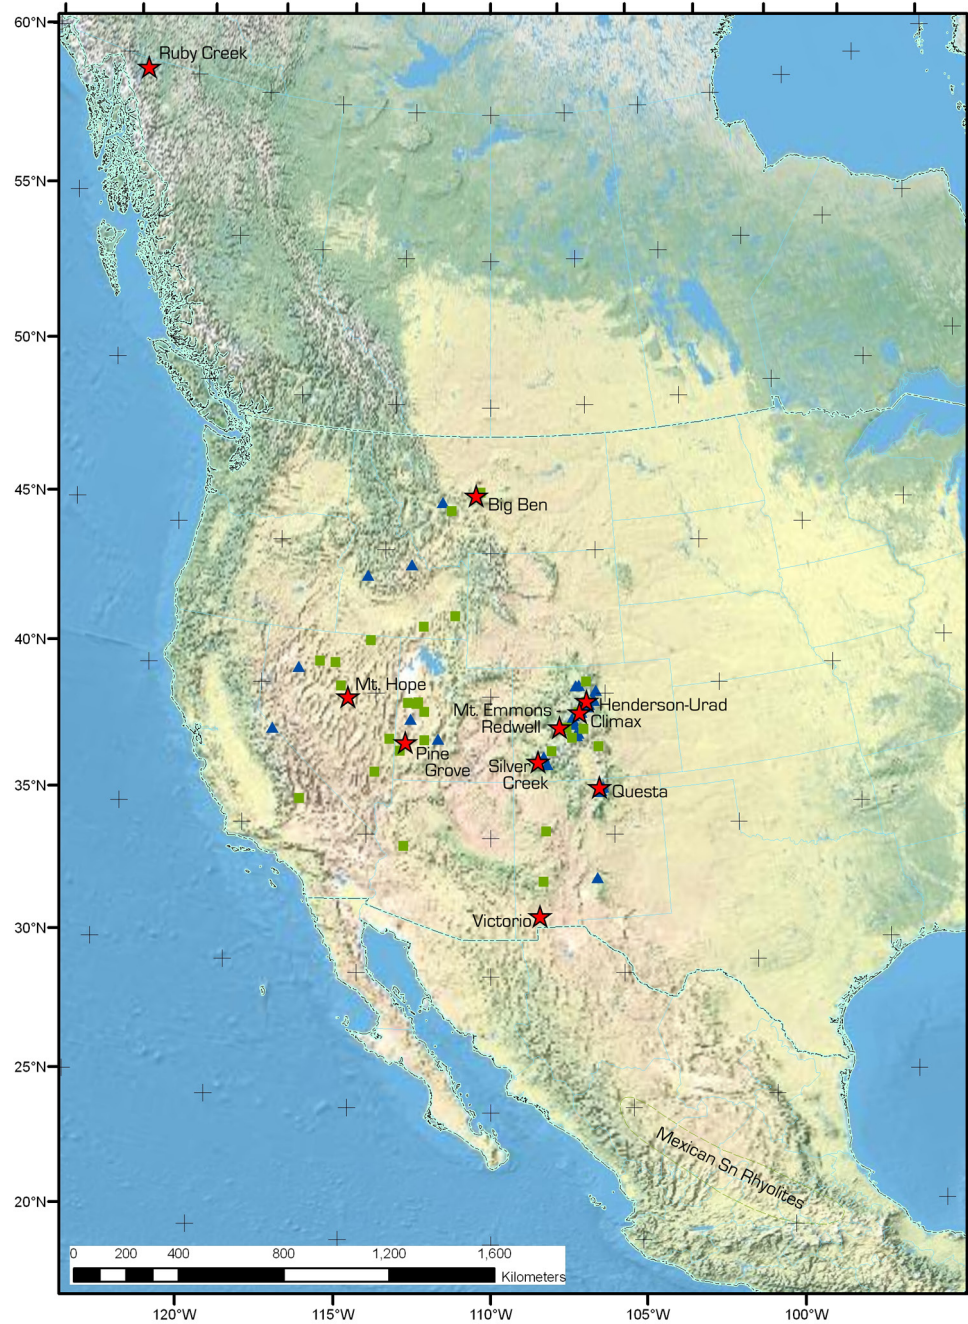 60°N
Ruby Creek
55°N
50°N
45°N
Big Ben
40°N
Mt. Hope
Mt. Emmons
Redwell
Henderson-Urad
Climax
Pine
Grove
Silver
Creek
35°N
Questa
Victorio
30°N
25°N
Mexican Sn Rhyolites
20°N
0 200 400 800 1,200 1,600
Kilometers
120°W 115°W 110°W 105°W 100°W